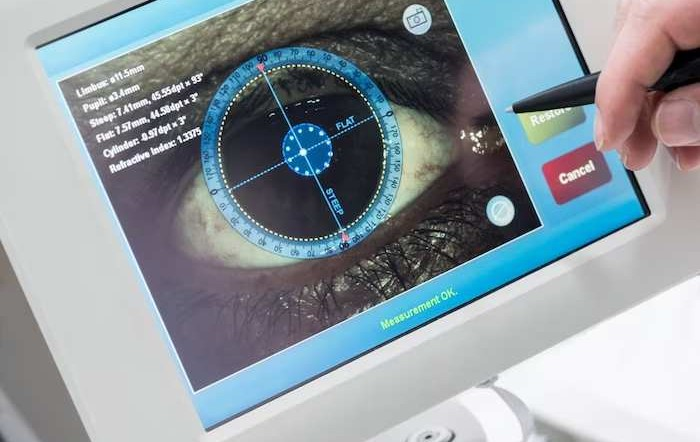 Limbus: ø11.5mm
Pupil: ø3.4mm
Steep: 7.41mm, 45.55dpt × 93°
Flat: 7.57mm, 44.58dpt × 3°
Cylinder: 0.97dpt × 3°
Refractive Index: 1.3375
FLAT
STEEP
Cancel
Measurement OK.